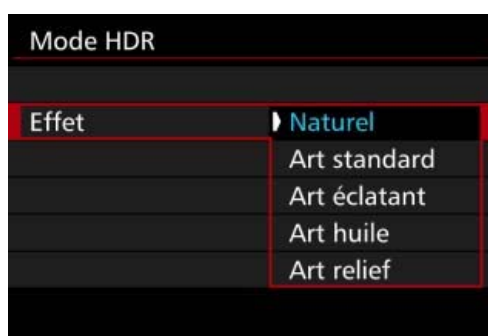 Mode HDR
Effet Naturel
Art standard
Art éclatant
Art huile
Art relief